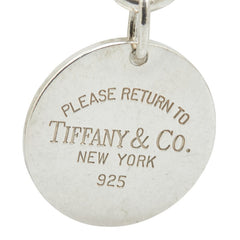 PLEASE RETURN TO
TIFFANY & CO.
NEW YORK
925